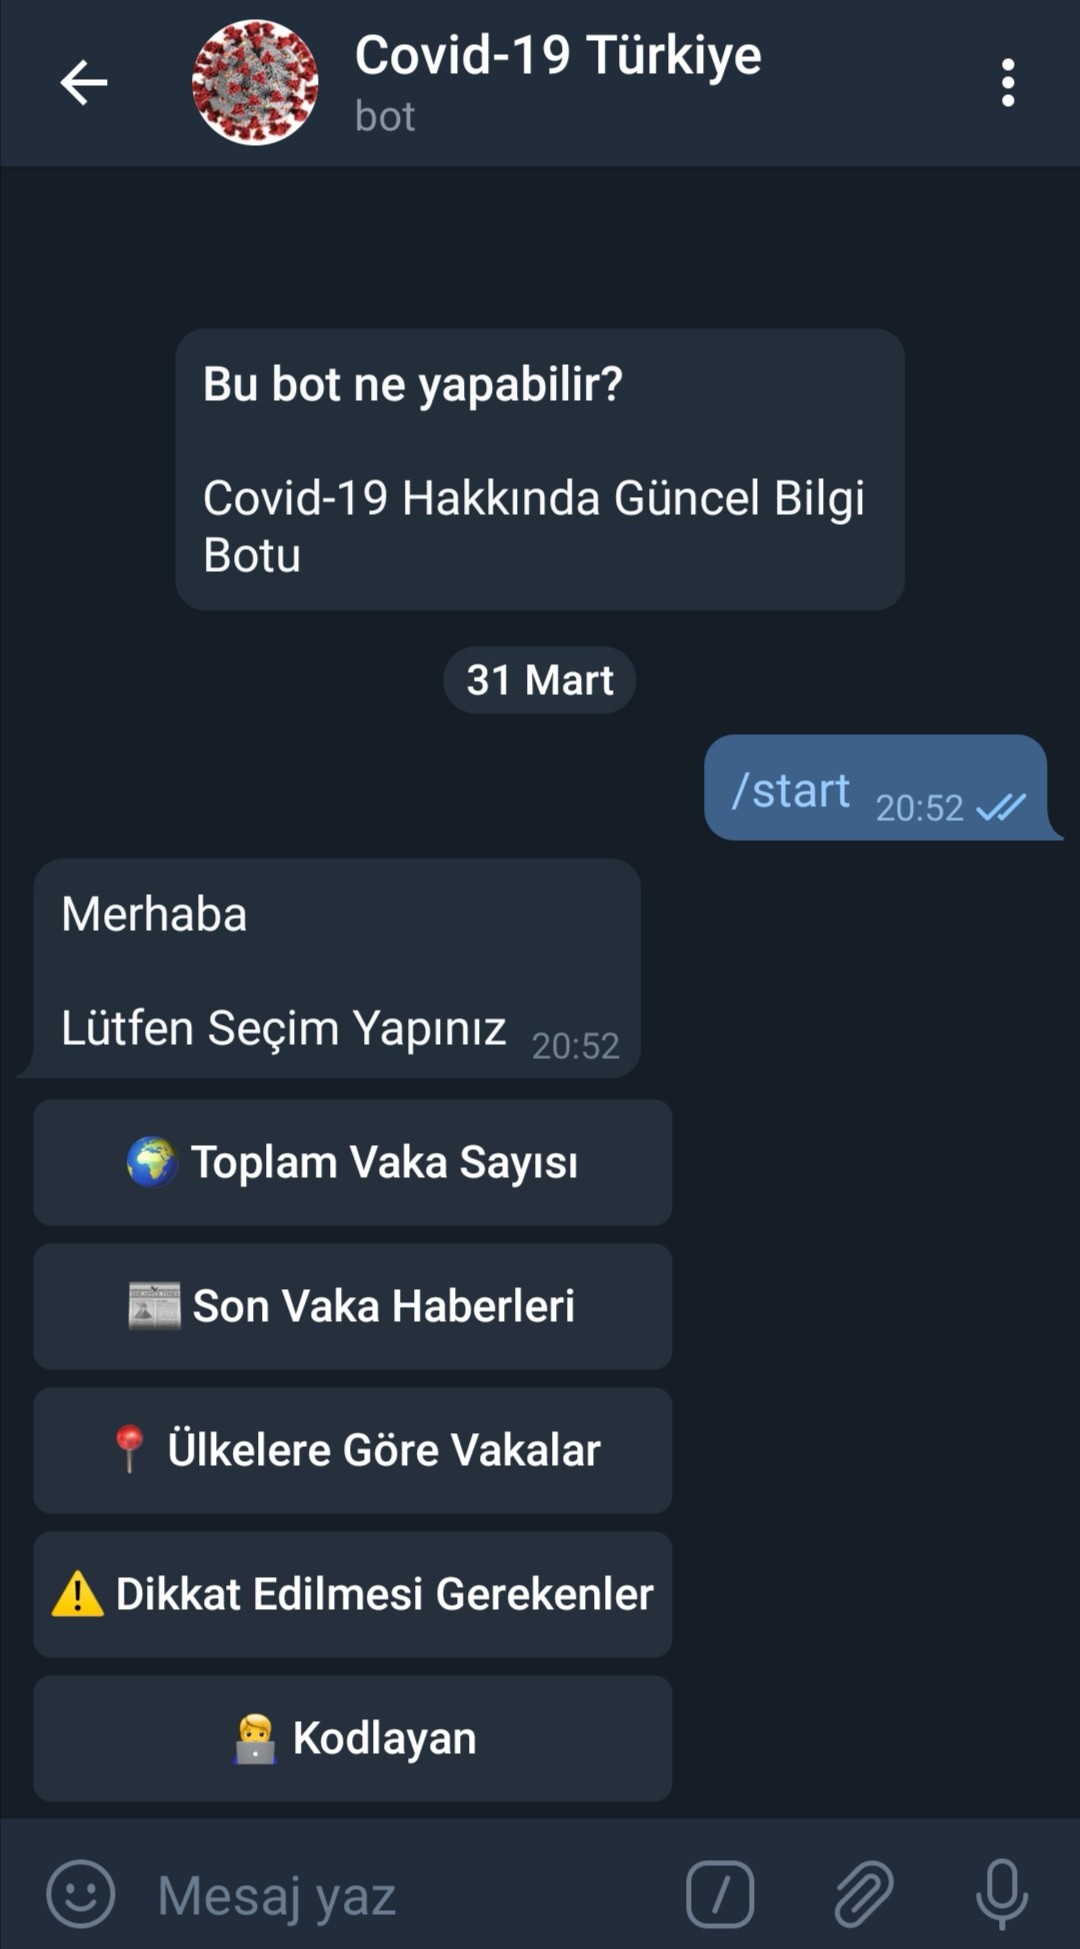 Covid-19 Türkiye
bot
Bu bot ne yapabilir?
Covid-19 Hakkında Güncel Bilgi
Botu
31 Mart
/start 20:52
Merhaba
Lütfen Seçim Yapınız 20:52
Toplam Vaka Sayısı
Son Vaka Haberleri
Ülkelere Göre Vakalar
Dikkat Edilmesi Gerekenler
Kodlayan
Mesaj yaz